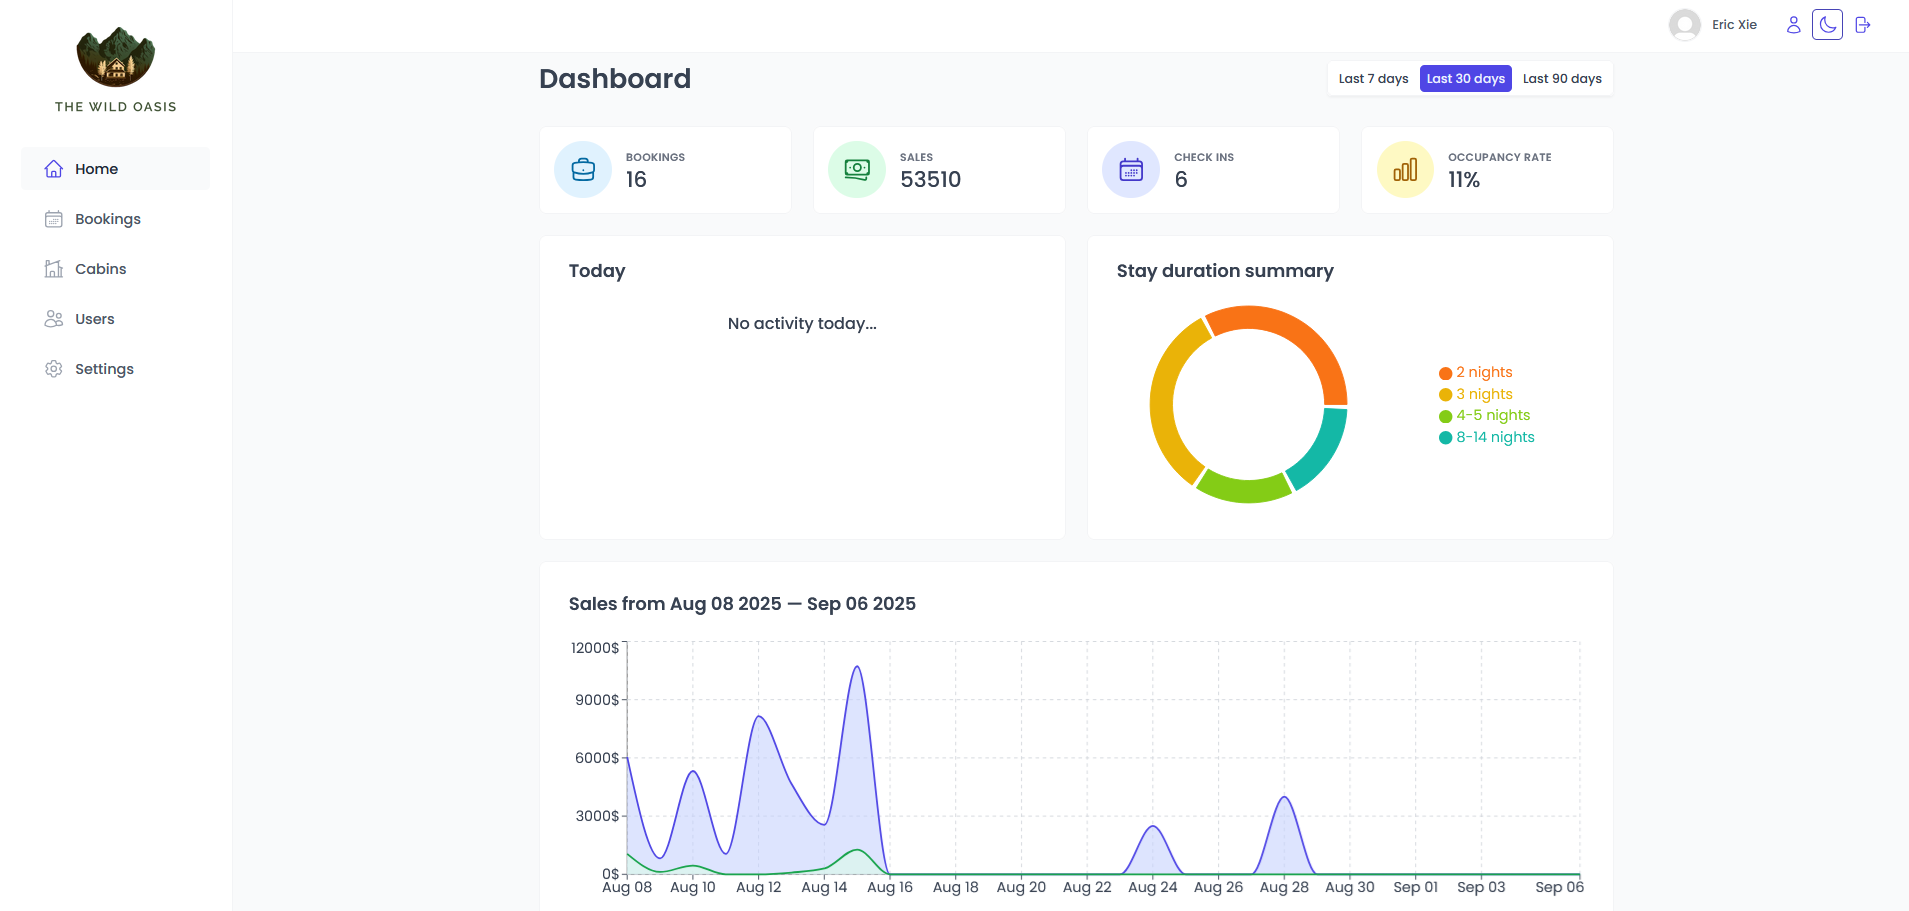 THE WILD OASIS
Home
Bookings
Cabins
Users
Settings
Eric Xie
Dashboard
Last 7 days Last 30 days Last 90 days
BOOKINGS
16
SALES
53510
CHECK INS
6
OCCUPANCY RATE
11%
Today
No activity today...
Stay duration summary
2 nights
3 nights
4-5 nights
8-14 nights
Sales from Aug 08 2025 — Sep 06 2025
12000$
9000$
6000$
3000$
0$
Aug 08 Aug 10 Aug 12 Aug 14 Aug 16 Aug 18 Aug 20 Aug 22 Aug 24 Aug 26 Aug 28 Aug 30 Sep 01 Sep 03 Sep 06